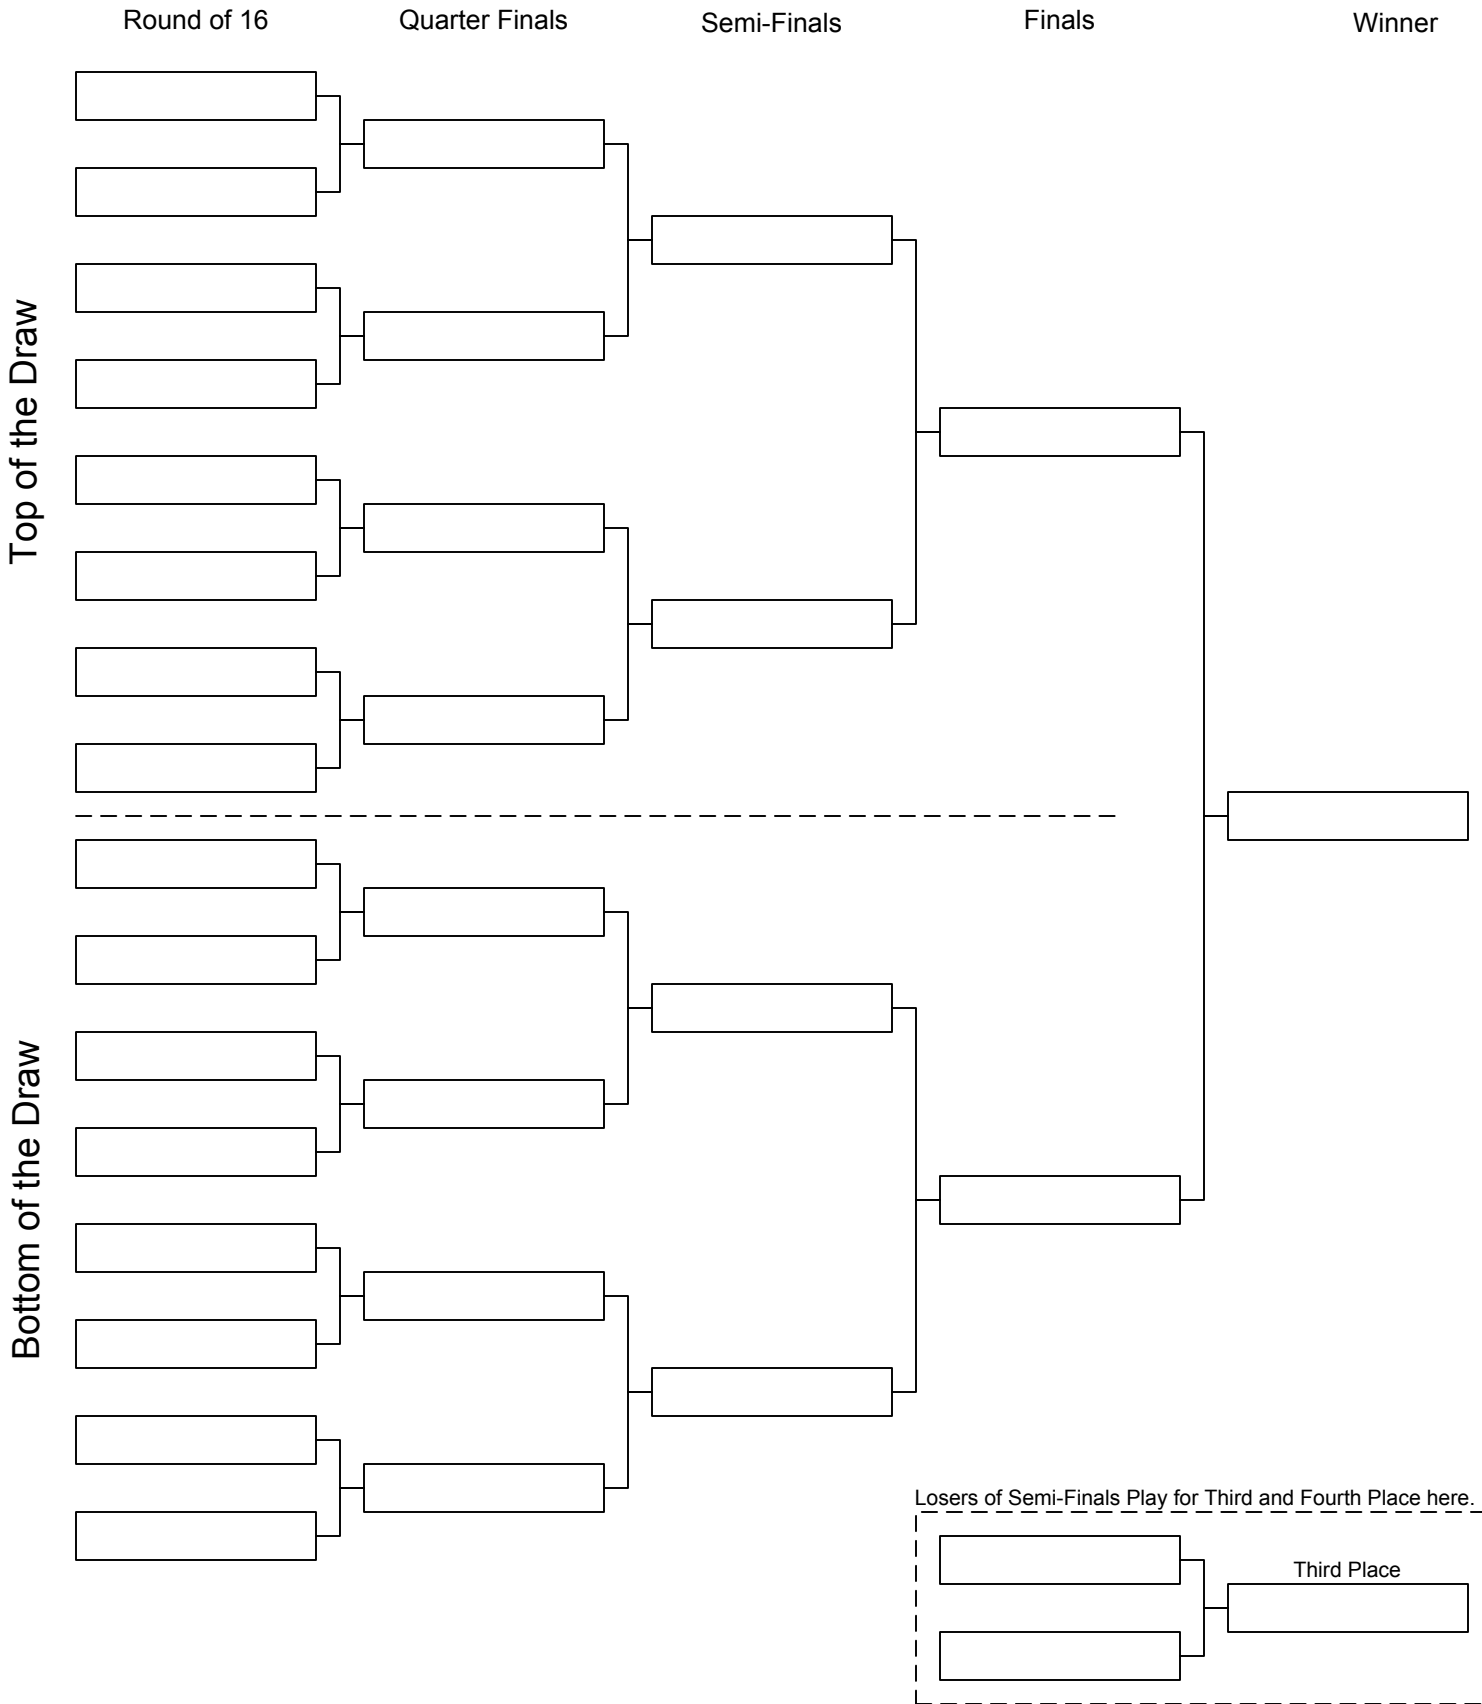 Round of 16
Quarter Finals
Semi-Finals
Finals
Winner
Top of the Draw
Bottom of the Draw
Losers of Semi-Finals Play for Third and Fourth Place here.
Third Place